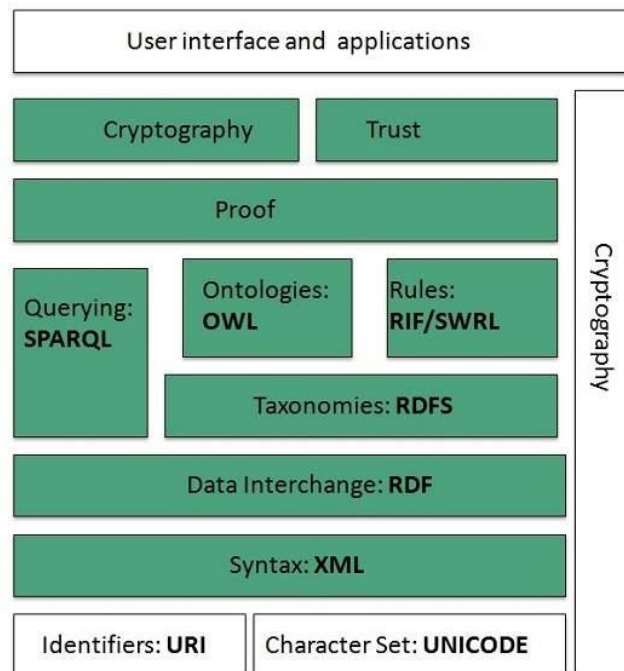 User interface and applications
Cryptography
Trust
Proof
Querying:
SPARQL
Ontologies:
OWL
Rules:
RIF/SWRL
Taxonomies: RDFS
Data Interchange: RDF
Syntax: XML
Identifiers: URI
Character Set: UNICODE
Cryptography